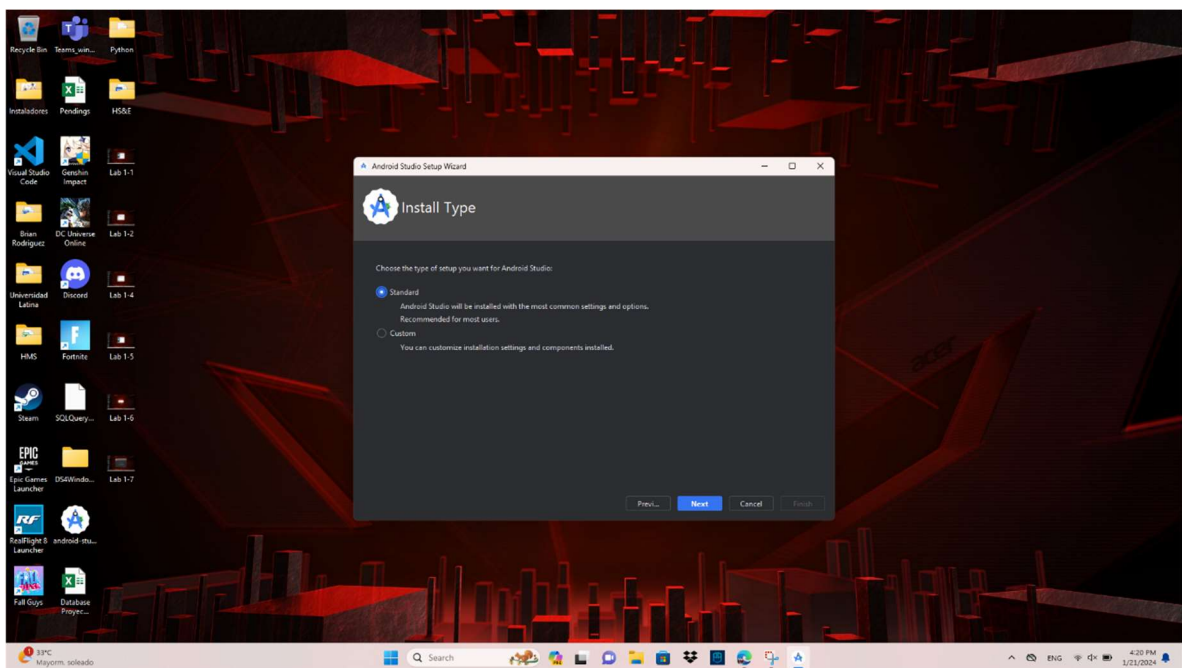 Recycle Bin
Teams_win...
Python
Instaladores
Pendings
HS&E
Visual Studio
Code
Genshin
Impact
Lab 1-1
Brian
Rodriguez
DC Universe
Online
Lab 1-2
Universidad
Latina
Discord
Lab 1-4
HMS
Fortnite
Lab 1-5
Steam
SQLQuery...
Lab 1-6
EPIC
GAMES
Epic Games
Launcher
DS4Windo...
Lab 1-7
RF
RealFlight 8
Launcher
android-stu...
Fall Guys
Database
Proyec...
Android Studio Setup Wizard
Install Type
Choose the type of setup you want for Android Studio:
Standard
Android Studio will be installed with the most common settings and options.
Recommended for most users.
Custom
You can customize installation settings and components installed.
Previ...
Next
Cancel
Finish
acer
33°C
Mayorm. soleado
Search
ENG
4:20 PM
1/21/2024